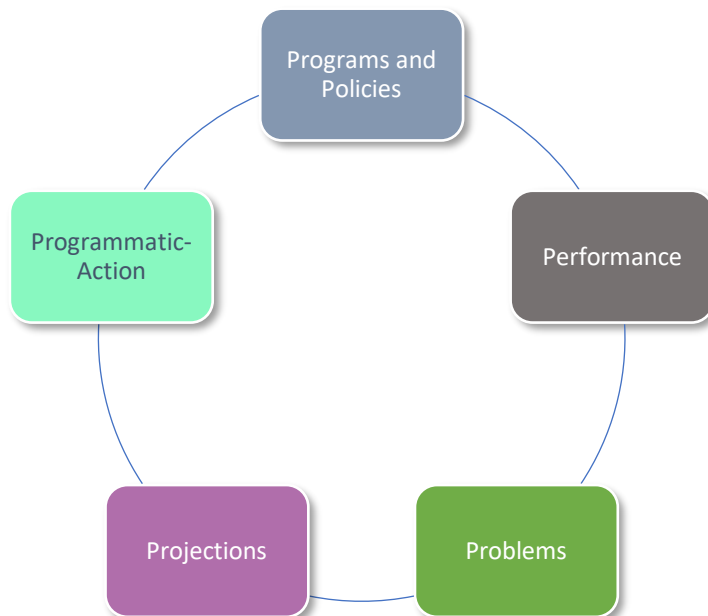 Programs and
Policies
Performance
Problems
Projections
Programmatic-
Action